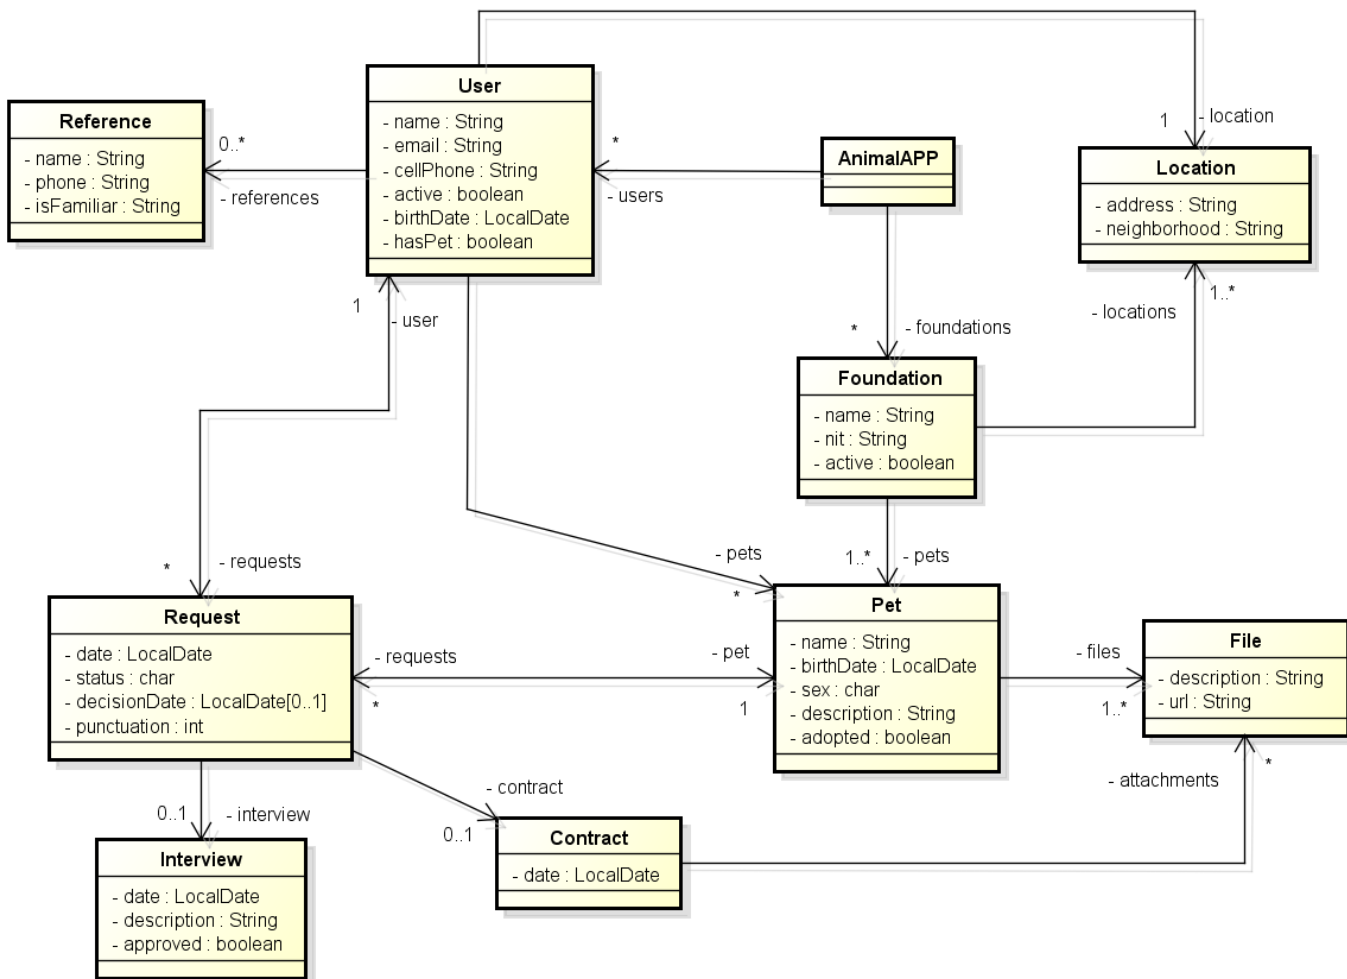 User
- name : String
- email : String
- cellPhone : String
- active : boolean
- birthDate : LocalDate
- hasPet : boolean
Reference
- name : String
- phone : String
- isFamiliar : String
0..*
- references
*
- users
AnimalAPP
1
- location
Location
- address : String
- neighborhood : String
1..*
- locations
*
- foundations
Foundation
- name : String
- nit : String
- active : boolean
1
- user
*
- requests
- pets
*
1..*
- pets
Request
- date : LocalDate
- status : char
- decisionDate : LocalDate[0..1]
- punctuation : int
- requests
*
- pet
1
Pet
- name : String
- birthDate : LocalDate
- sex : char
- description : String
- adopted : boolean
- files
1..*
File
- description : String
- url : String
*
- attachments
- contract
0..1
0..1
- interview
Contract
- date : LocalDate
Interview
- date : LocalDate
- description : String
- approved : boolean